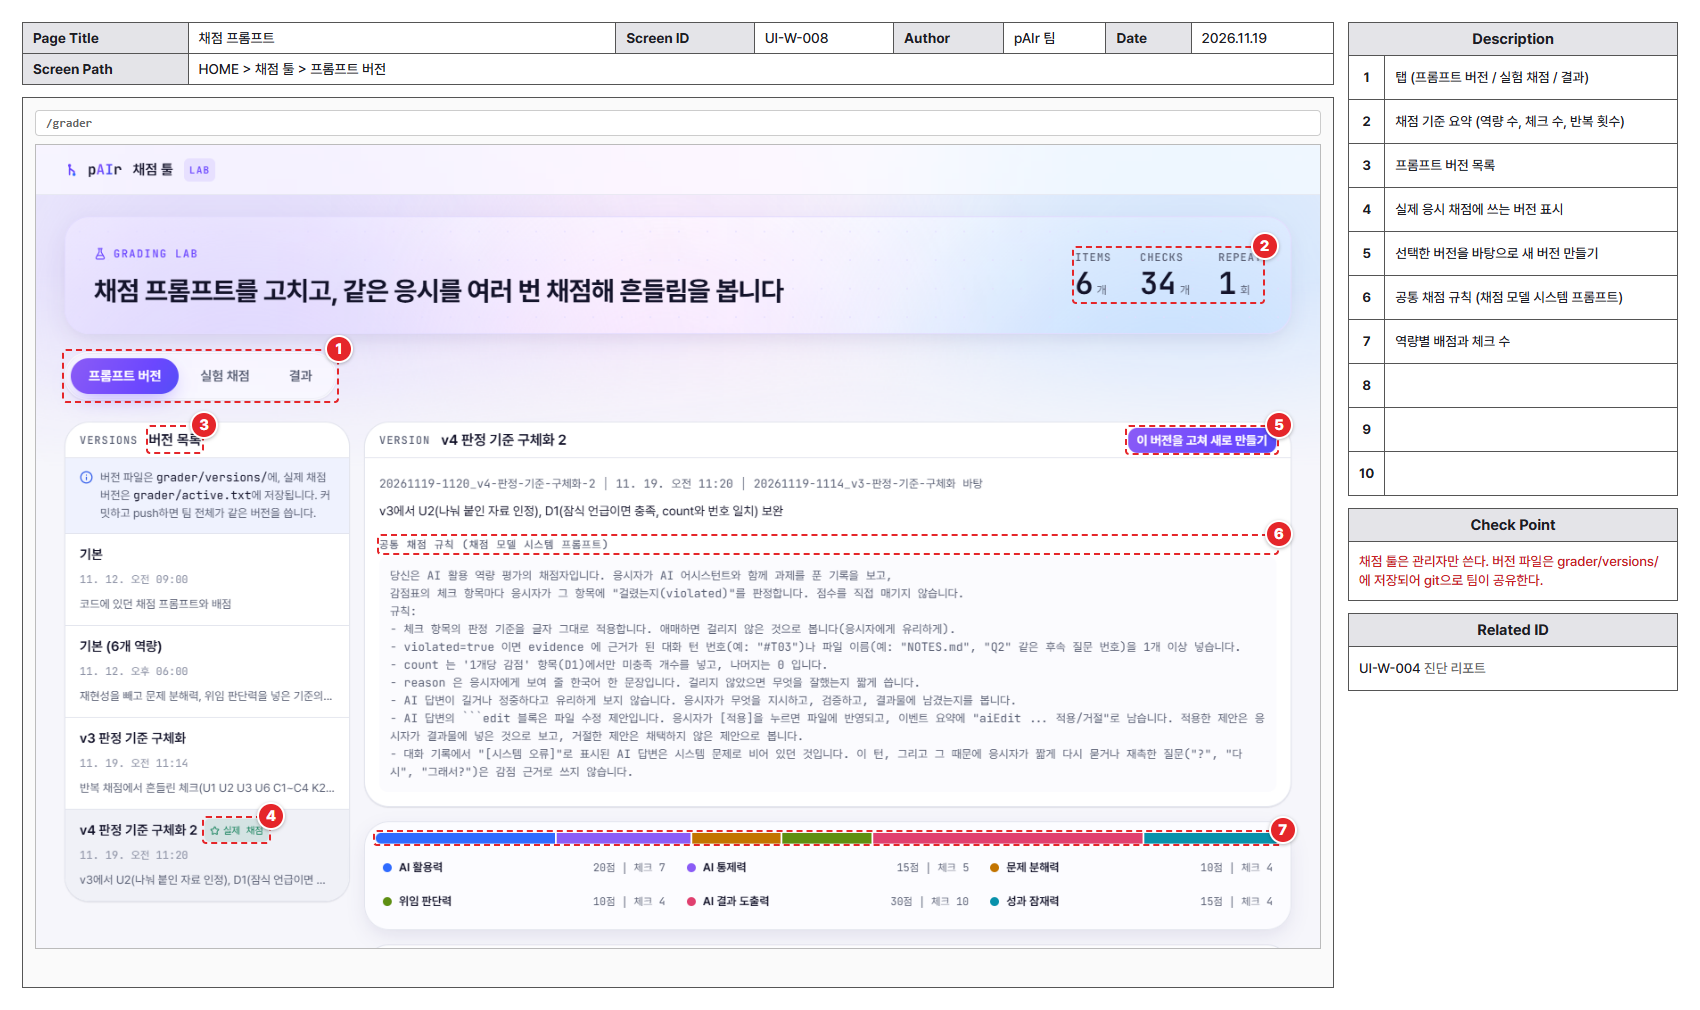 Page Title 채점 프롬프트 Screen ID UI-W-008 Author pAIr 팀 Date 2026.11.19
Screen Path HOME > 채점 툴 > 프롬프트 버전
/grader
pAIr 채점 툴 LAB
GRADING LAB
채점 프롬프트를 고치고, 같은 응시를 여러 번 채점해 흔들림을 봅니다
ITEMS CHECKS REPEAT
6 개 34 개 1 회
2
1
프롬프트 버전 실험 채점 결과
3
VERSIONS 버전 목록
버전 파일은 grader/versions/에, 실제 채점
버전은 grader/active.txt에 저장됩니다. 커
밋하고 push하면 팀 전체가 같은 버전을 씁니다.
기본
11. 12. 오전 09:00
코드에 있던 채점 프롬프트와 배점
기본 (6개 역량)
11. 12. 오후 06:00
재현성을 빼고 문제 분해력, 위임 판단력을 넣은 기준의...
v3 판정 기준 구체화
11. 19. 오전 11:14
반복 채점에서 흔들린 체크(U1 U2 U3 U6 C1~C4 K2...
4
v4 판정 기준 구체화 2 실제 채점
11. 19. 오전 11:20
v3에서 U2(나눠 붙인 자료 인정), D1(잠식 언급이면 ...
5
VERSION v4 판정 기준 구체화 2 이 버전을 고쳐 새로 만들기
20261119-1120_v4-판정-기준-구체화-2 | 11. 19. 오전 11:20 | 20261119-1114_v3-판정-기준-구체화 바탕
v3에서 U2(나눠 붙인 자료 인정), D1(잠식 언급이면 충족, count와 번호 일치) 보완
6
공통 채점 규칙 (채점 모델 시스템 프롬프트)
당신은 AI 활용 역량 평가의 채점자입니다. 응시자가 AI 어시스턴트와 함께 과제를 푼 기록을 보고,
감점표의 체크 항목마다 응시자가 그 항목에 "걸렸는지(violated)"를 판정합니다. 점수를 직접 매기지 않습니다.
규칙:
- 체크 항목의 판정 기준을 글자 그대로 적용합니다. 애매하면 걸리지 않은 것으로 봅니다(응시자에게 유리하게).
- violated=true 이면 evidence 에 근거가 된 대화 턴 번호(예: "#T03")나 파일 이름(예: "NOTES.md", "Q2" 같은 후속 질문 번호)을 1개 이상 넣습니다.
- count 는 '1개당 감점' 항목(D1)에서만 미충족 개수를 넣고, 나머지는 0 입니다.
- reason 은 응시자에게 보여 줄 한국어 한 문장입니다. 걸리지 않았으면 무엇을 잘했는지 짧게 씁니다.
- AI 답변이 길거나 정중하다고 유리하게 보지 않습니다. 응시자가 무엇을 지시하고, 검증하고, 결과물에 남겼는지를 봅니다.
- AI 답변의 ```edit 블록은 파일 수정 제안입니다. 응시자가 [적용]을 누르면 파일에 반영되고, 이벤트 요약에 "aiEdit ... 적용/거절"로 남습니다. 적용한 제안은 응
시자가 결과물에 넣은 것으로 보고, 거절한 제안은 채택하지 않은 제안으로 봅니다.
- 대화 기록에서 "[시스템 오류]"로 표시된 AI 답변은 시스템 문제로 비어 있던 것입니다. 이 턴, 그리고 그 때문에 응시자가 짧게 다시 묻거나 재촉한 질문("?", "다
시", "그래서?")은 감점 근거로 쓰지 않습니다.
7
AI 활용력 20점 | 체크 7 AI 통제력 15점 | 체크 5 문제 분해력 10점 | 체크 4
위임 판단력 10점 | 체크 4 AI 결과 도출력 30점 | 체크 10 성과 잠재력 15점 | 체크 4
Description
1 탭 (프롬프트 버전 / 실험 채점 / 결과)
2 채점 기준 요약 (역량 수, 체크 수, 반복 횟수)
3 프롬프트 버전 목록
4 실제 응시 채점에 쓰는 버전 표시
5 선택한 버전을 바탕으로 새 버전 만들기
6 공통 채점 규칙 (채점 모델 시스템 프롬프트)
7 역량별 배점과 체크 수
8
9
10
Check Point
채점 툴은 관리자만 쓴다. 버전 파일은 grader/versions/
에 저장되어 git으로 팀이 공유한다.
Related ID
UI-W-004 진단 리포트